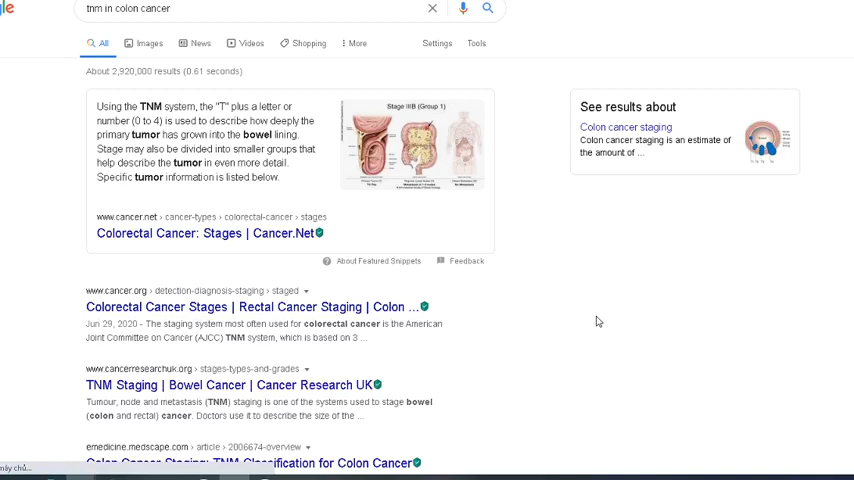 tnm in colon cancer
All Images News Videos Shopping More Settings Tools
About 2,920,000 results (0.61 seconds)
Using the TNM system, the "T" plus a letter or
number (0 to 4) is used to describe how deeply the
primary tumor has grown into the bowel lining.
Stage may also be divided into smaller groups that
help describe the tumor in even more detail.
Specific tumor information is listed below.
Stage IIIB (Group 1)
www.cancer.net › cancer-types › colorectal-cancer › stages
Colorectal Cancer: Stages | Cancer.Net
About Featured Snippets Feedback
See results about
Colon cancer staging
Colon cancer staging is an estimate of
the amount of ...
www.cancer.org › detection-diagnosis-staging › staged
Colorectal Cancer Stages | Rectal Cancer Staging | Colon ...
Jun 29, 2020 - The staging system most often used for colorectal cancer is the American
Joint Committee on Cancer (AJCC) TNM system, which is based on 3 ...
www.cancerresearchuk.org › stages-types-and-grades
TNM Staging | Bowel Cancer | Cancer Research UK
Tumour, node and metastasis (TNM) staging is one of the systems used to stage bowel
(colon and rectal) cancer. Doctors use it to describe the size of the ...
emedicine.medscape.com › article › 2006674-overview
Colon Cancer Staging: TNM Classification for Colon Cancer
máy chủ...